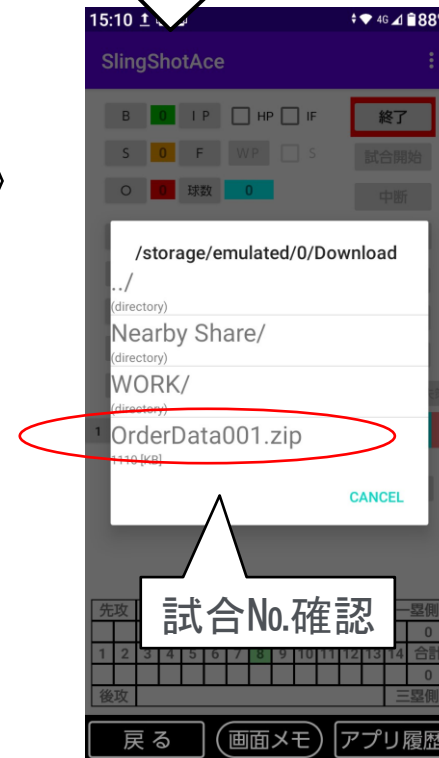 15:10
4G 88%
SlingShotAce
B 0 I P HP IF 終了
S 0 F WP S 試合開始
O 0 球数 0 中断
/storage/emulated/0/Download
../
(directory)
Nearby Share/
(directory)
WORK/
(directory)
1 OrderData001.zip
1110 [KB]
CANCEL
試合No.確認
先攻 一塁側
0
1 2 3 4 5 6 7 8 9 10 11 12 13 14 合計
0
後攻 三塁側
戻る 画面メモ アプリ履歴